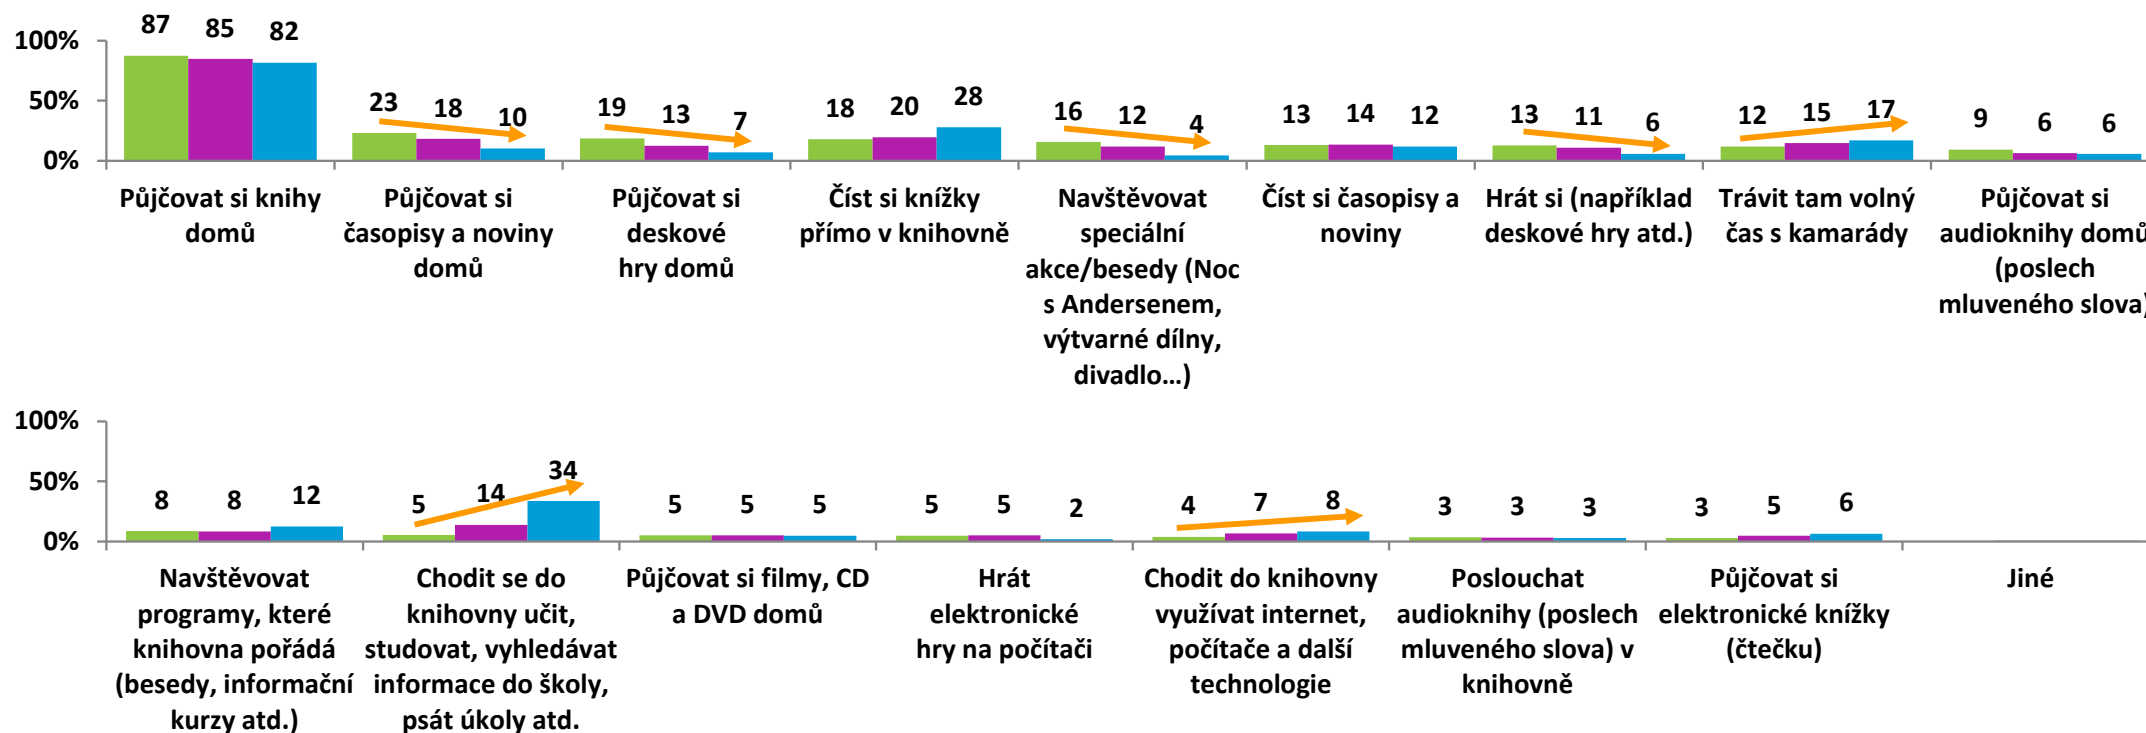 87 85 82
100%
50%
0%
23 18 10
19 13 7
18 20 28
16 12 4
13 14 12
13 11 6
12 15 17
9 6 6
Půjčovat si knihy
domů
Půjčovat si
časopisy a noviny
domů
Půjčovat si
deskové
hry domů
Číst si knížky
přímo v knihovně
Navštěvovat
speciální
akce/besedy (Noc
s Andersenem,
výtvarné dílny,
divadlo…)
Číst si časopisy a
noviny
Hrát si (například
deskové hry atd.)
Trávit tam volný
čas s kamarády
Půjčovat si
audioknihy domů
(poslech
mluveného slova)
100%
50%
0%
8 8 12
5 14 34
5 5 5
5 5 2
4 7 8
3 3 3
3 5 6
Navštěvovat
programy, které
knihovna pořádá
(besedy, informační
kurzy atd.)
Chodit se do
knihovny učit,
studovat, vyhledávat
informace do školy,
psát úkoly atd.
Půjčovat si filmy, CD
a DVD domů
Hrát
elektronické
hry na počítači
Chodit do knihovny
využívat internet,
počítače a další
technologie
Poslouchat
audioknihy (poslech
mluveného slova) v
knihovně
Půjčovat si
elektronické knížky
(čtečku)
Jiné